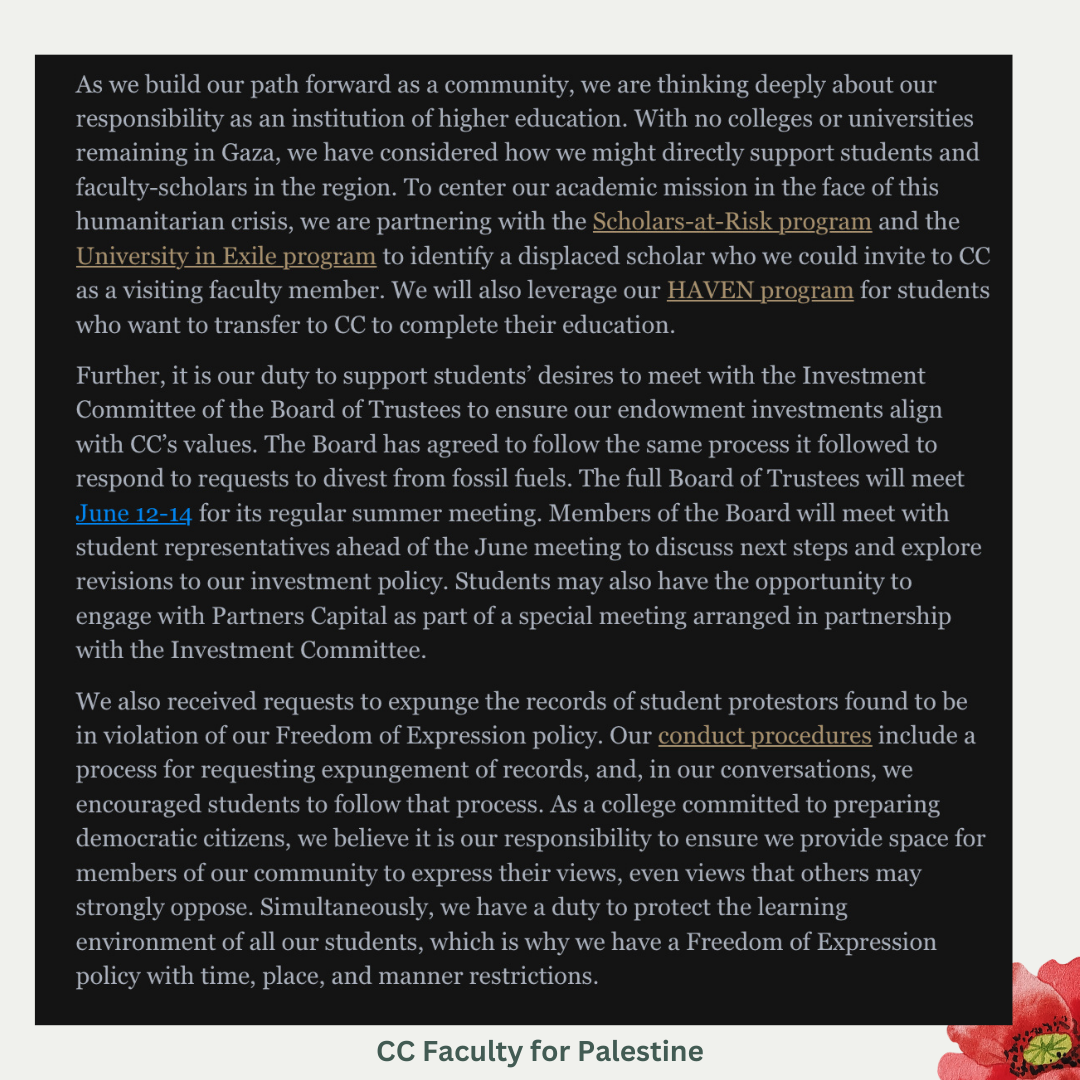 As we build our path forward as a community, we are thinking deeply about our
responsibility as an institution of higher education. With no colleges or universities
remaining in Gaza, we have considered how we might directly support students and
faculty-scholars in the region. To center our academic mission in the face of this
humanitarian crisis, we are partnering with the Scholars-at-Risk program and the
University in Exile program to identify a displaced scholar who we could invite to CC
as a visiting faculty member. We will also leverage our HAVEN program for students
who want to transfer to CC to complete their education.
Further, it is our duty to support students’ desires to meet with the Investment
Committee of the Board of Trustees to ensure our endowment investments align
with CC’s values. The Board has agreed to follow the same process it followed to
respond to requests to divest from fossil fuels. The full Board of Trustees will meet
June 12-14 for its regular summer meeting. Members of the Board will meet with
student representatives ahead of the June meeting to discuss next steps and explore
revisions to our investment policy. Students may also have the opportunity to
engage with Partners Capital as part of a special meeting arranged in partnership
with the Investment Committee.
We also received requests to expunge the records of student protestors found to be
in violation of our Freedom of Expression policy. Our conduct procedures include a
process for requesting expungement of records, and, in our conversations, we
encouraged students to follow that process. As a college committed to preparing
democratic citizens, we believe it is our responsibility to ensure we provide space for
members of our community to express their views, even views that others may
strongly oppose. Simultaneously, we have a duty to protect the learning
environment of all our students, which is why we have a Freedom of Expression
policy with time, place, and manner restrictions.
CC Faculty for Palestine